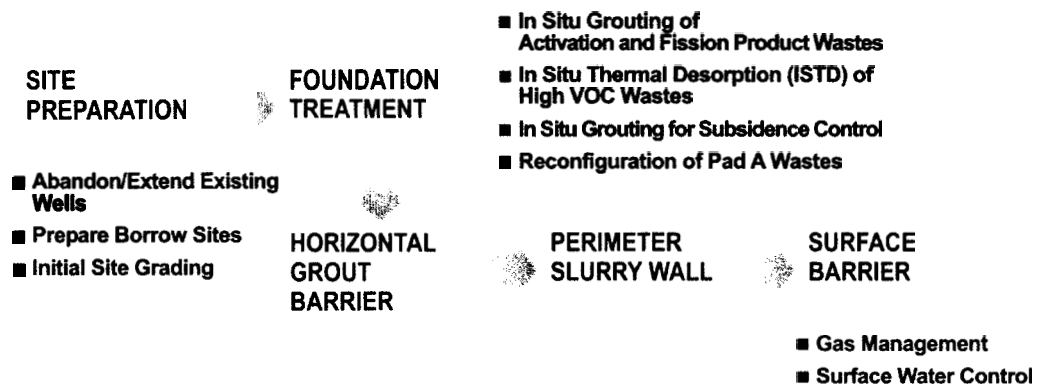 SITE
PREPARATION
■ Abandon/Extend Existing
Wells
■ Prepare Borrow Sites
■ Initial Site Grading
FOUNDATION
TREATMENT
■ In Situ Grouting of
Activation and Fission Product Wastes
■ In Situ Thermal Desorption (ISTD) of
High VOC Wastes
■ In Situ Grouting for Subsidence Control
■ Reconfiguration of Pad A Wastes
HORIZONTAL
GROUT
BARRIER
PERIMETER
SLURRY WALL
SURFACE
BARRIER
■ Gas Management
■ Surface Water Control